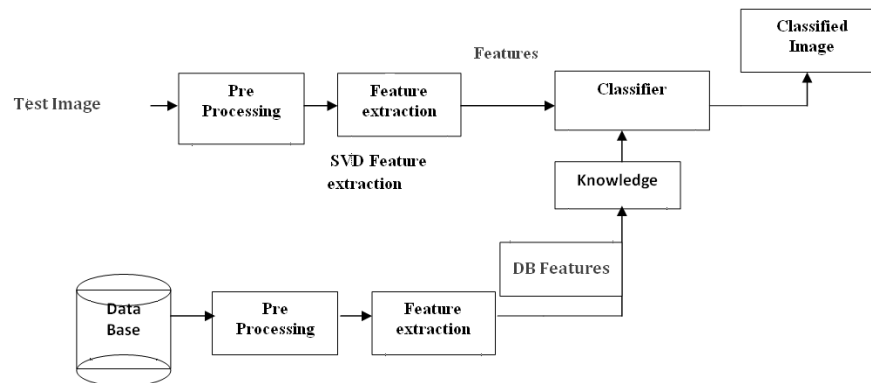 Classified
Image
Features
Test Image
Pre
Processing
Feature
extraction
Classifier
SVD Feature
extraction
Knowledge
DB Features
Data
Base
Pre
Processing
Feature
extraction